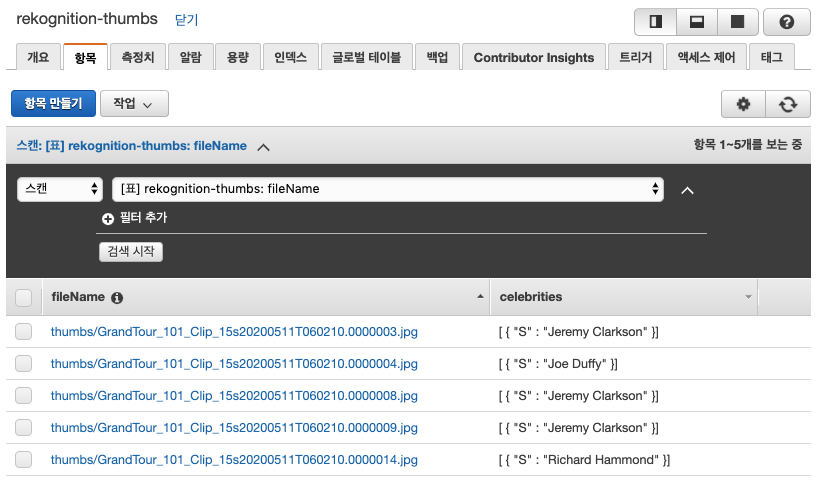 rekognition-thumbs 닫기
개요 항목 측정치 알람 용량 인덱스 글로벌 테이블 백업 Contributor Insights 트리거 액세스 제어 태그
항목 만들기 작업
스캔: [표] rekognition-thumbs: fileName 항목 1~5개를 보는 중
스캔 [표] rekognition-thumbs: fileName
필터 추가
검색 시작
fileName celebrities
thumbs/GrandTour_101_Clip_15s20200511T060210.0000003.jpg [ { "S" : "Jeremy Clarkson" }]
thumbs/GrandTour_101_Clip_15s20200511T060210.0000004.jpg [ { "S" : "Joe Duffy" }]
thumbs/GrandTour_101_Clip_15s20200511T060210.0000008.jpg [ { "S" : "Jeremy Clarkson" }]
thumbs/GrandTour_101_Clip_15s20200511T060210.0000009.jpg [ { "S" : "Jeremy Clarkson" }]
thumbs/GrandTour_101_Clip_15s20200511T060210.0000014.jpg [ { "S" : "Richard Hammond" }]